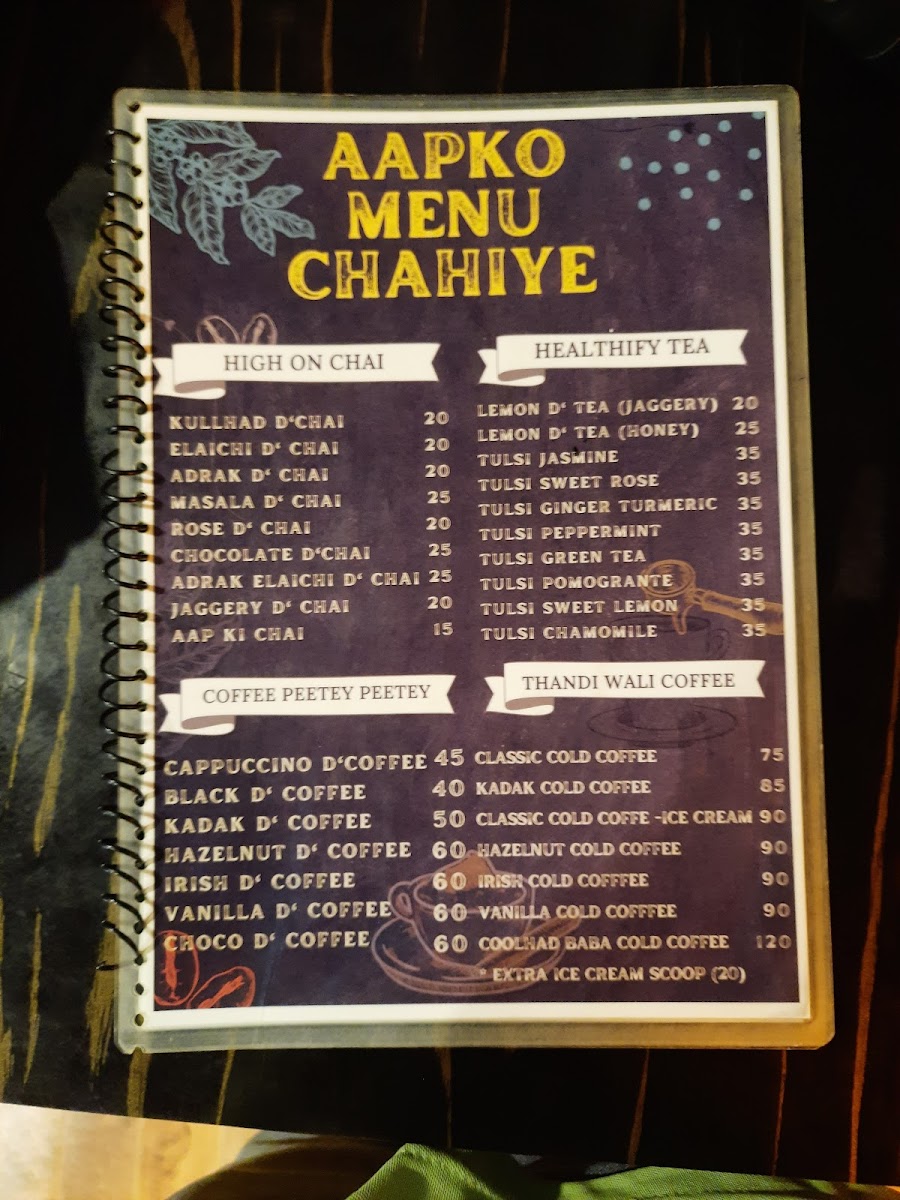 AAPKO
MENU
CHAHIYE
HIGH ON CHAI
KULLHAD D'CHAI 20
ELAICHI D' CHAI 20
ADRAK D' CHAI 20
MASALA D' CHAI 25
ROSE D' CHAI 20
CHOCOLATE D'CHAI 25
ADRAK ELAICHI D' CHAI 25
JAGGERY D' CHAI 20
AAP KI CHAI 15
HEALTHIFY TEA
LEMON D' TEA (JAGGERY) 20
LEMON D' TEA (HONEY) 25
TULSI JASMINE 35
TULSI SWEET ROSE 35
TULSI GINGER TURMERIC 35
TULSI PEPPERMINT 35
TULSI GREEN TEA 35
TULSI POMOGRANTE 35
TULSI SWEET LEMON 35
TULSI CHAMOMILE 35
COFFEE PEETEY PEETEY
CAPPUCCINO D'COFFEE 45
BLACK D' COFFEE 40
KADAK D' COFFEE 50
HAZELNUT D' COFFEE 60
IRISH D' COFFEE 60
VANILLA D' COFFEE 60
CHOCO D' COFFEE 60
THANDI WALI COFFEE
CLASSIC COLD COFFEE 75
KADAK COLD COFFEE 85
CLASSIC COLD COFFE -ICE CREAM 90
HAZELNUT COLD COFFEE 90
IRISH COLD COFFFEE 90
VANILLA COLD COFFFEE 90
COOLHAD BABA COLD COFFEE 120
* EXTRA ICE CREAM SCOOP (20)